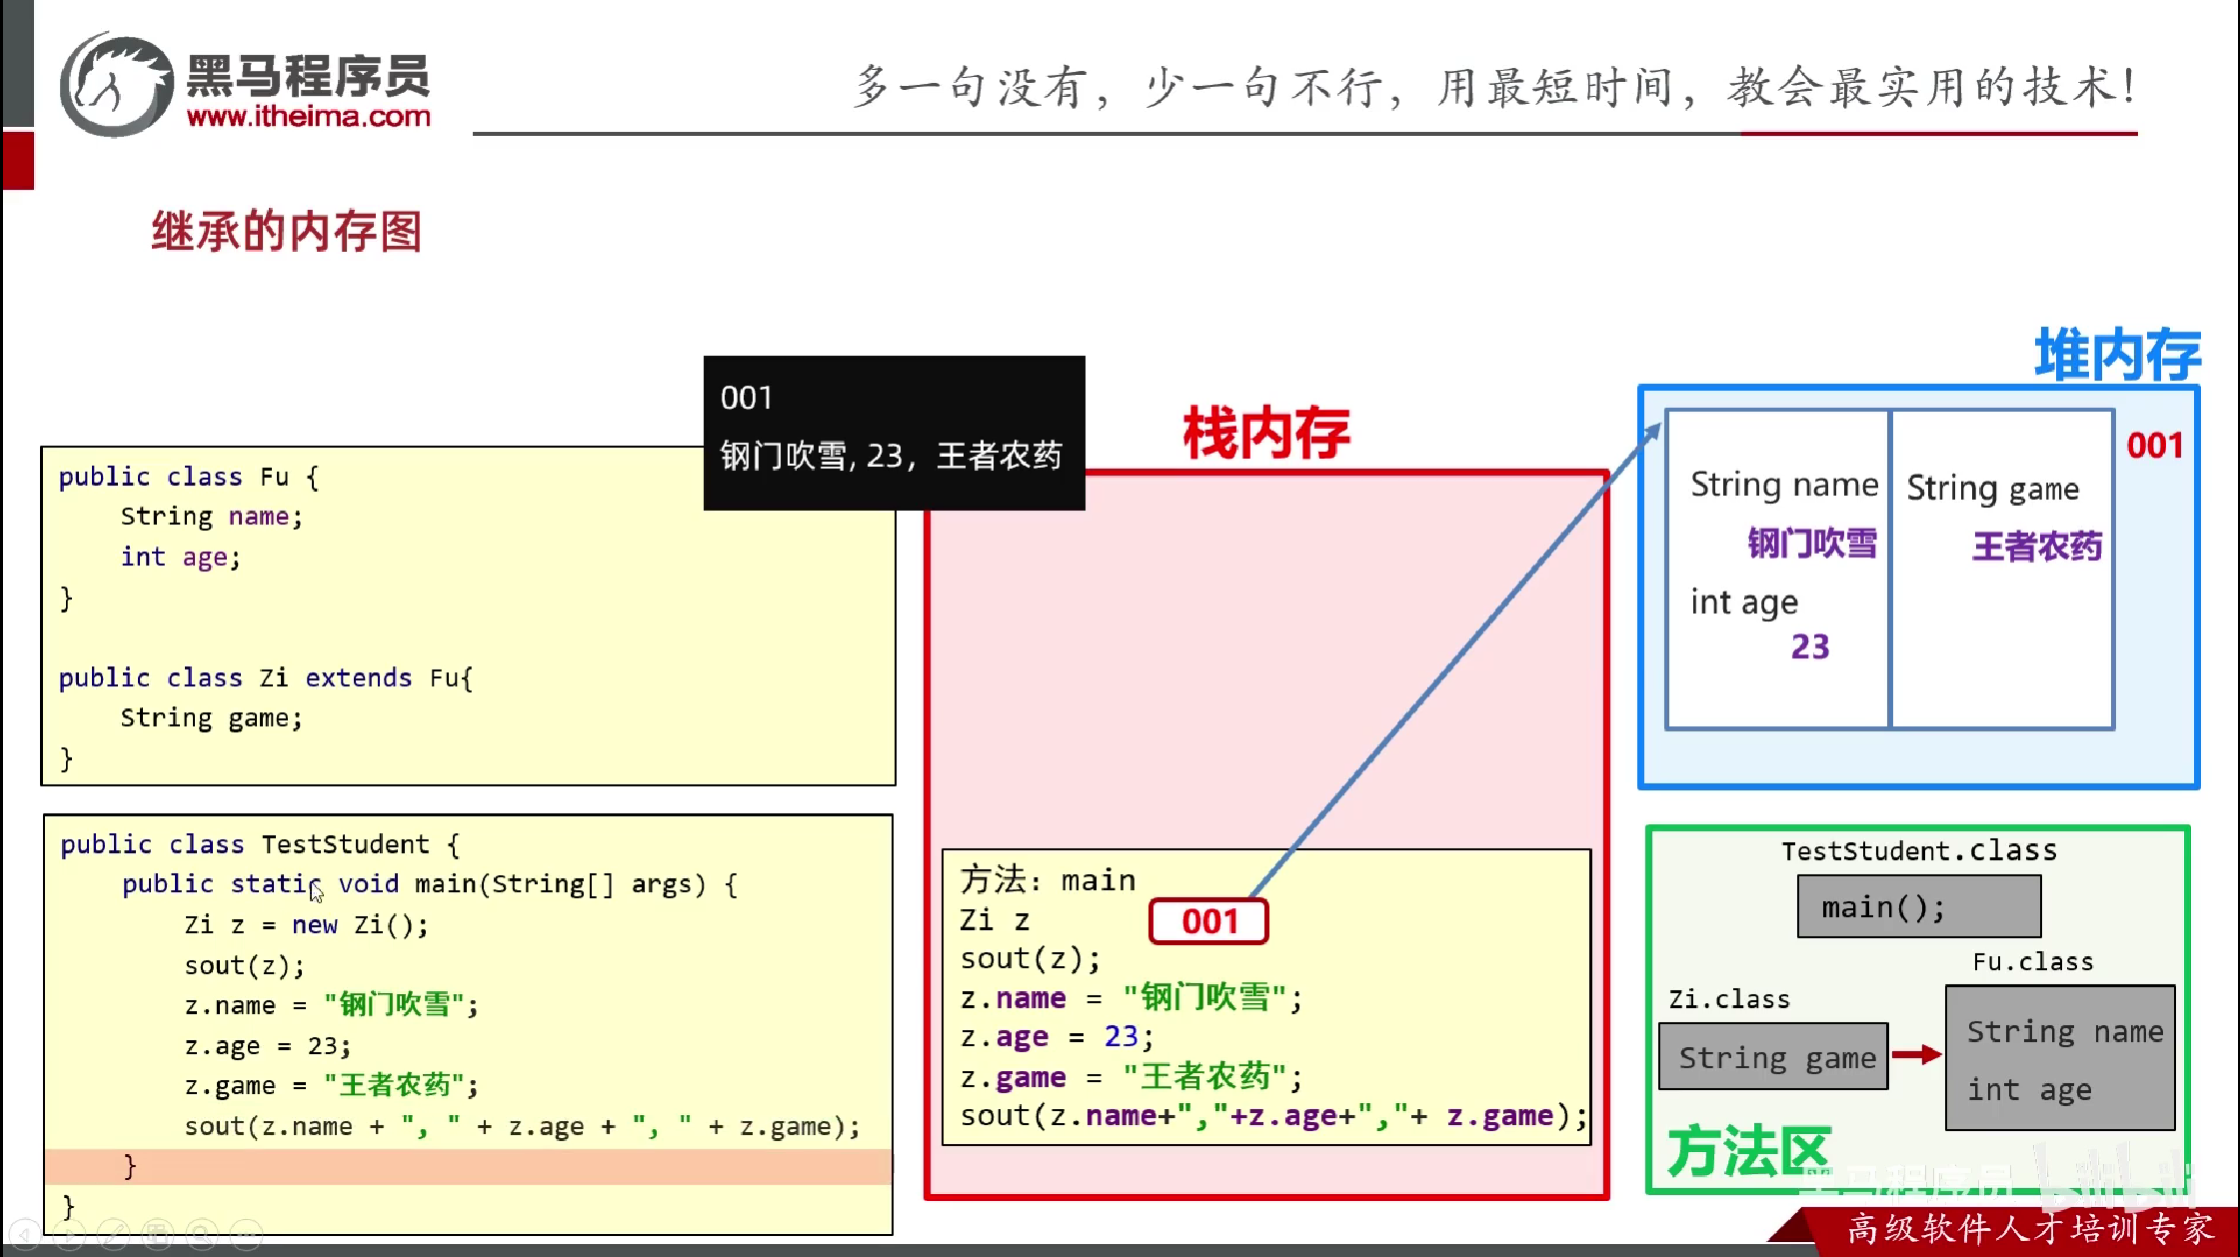 黑马程序员
www.itheima.com
多一句没有，少一句不行，用最短时间，教会最实用的技术！
继承的内存图
001
钢门吹雪, 23，王者农药
public class Fu {
String name;
int age;
}
public class Zi extends Fu{
String game;
}
public class TestStudent {
public static void main(String[] args) {
Zi z = new Zi();
sout(z);
z.name = "钢门吹雪";
z.age = 23;
z.game = "王者农药";
sout(z.name + ", " + z.age + ", " + z.game);
}
}
栈内存
方法：main
Zi z
001
sout(z);
z.name = "钢门吹雪";
z.age = 23;
z.game = "王者农药";
sout(z.name+","+z.age+","+ z.game);
堆内存
001
String name
钢门吹雪
int age
23
String game
王者农药
TestStudent.class
main();
Fu.class
String name
int age
Zi.class
String game
方法区
黑马程序员
bilibili
高级软件人才培训专家